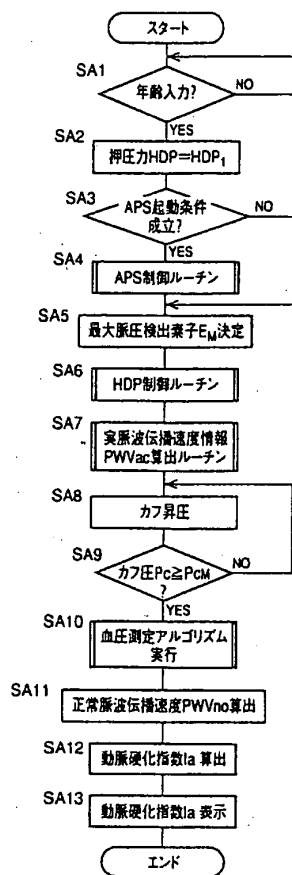 スタート
SA1
年齢入力?
NO
YES
SA2
押圧力HDP=HDP₁
SA3
APS起動条件
成立?
NO
YES
SA4
APS制御ルーチン
SA5
最大脈圧検出素子EM決定
SA6
HDP制御ルーチン
SA7
実脈波伝播速度情報
PWVac算出ルーチン
SA8
カフ昇圧
SA9
カフ圧Pc≧PcM
?
NO
YES
SA10
血圧測定アルゴリズム
実行
SA11
正常脈波伝播速度PWVno算出
SA12
動脈硬化指数Ia 算出
SA13
動脈硬化指数Ia 表示
エンド